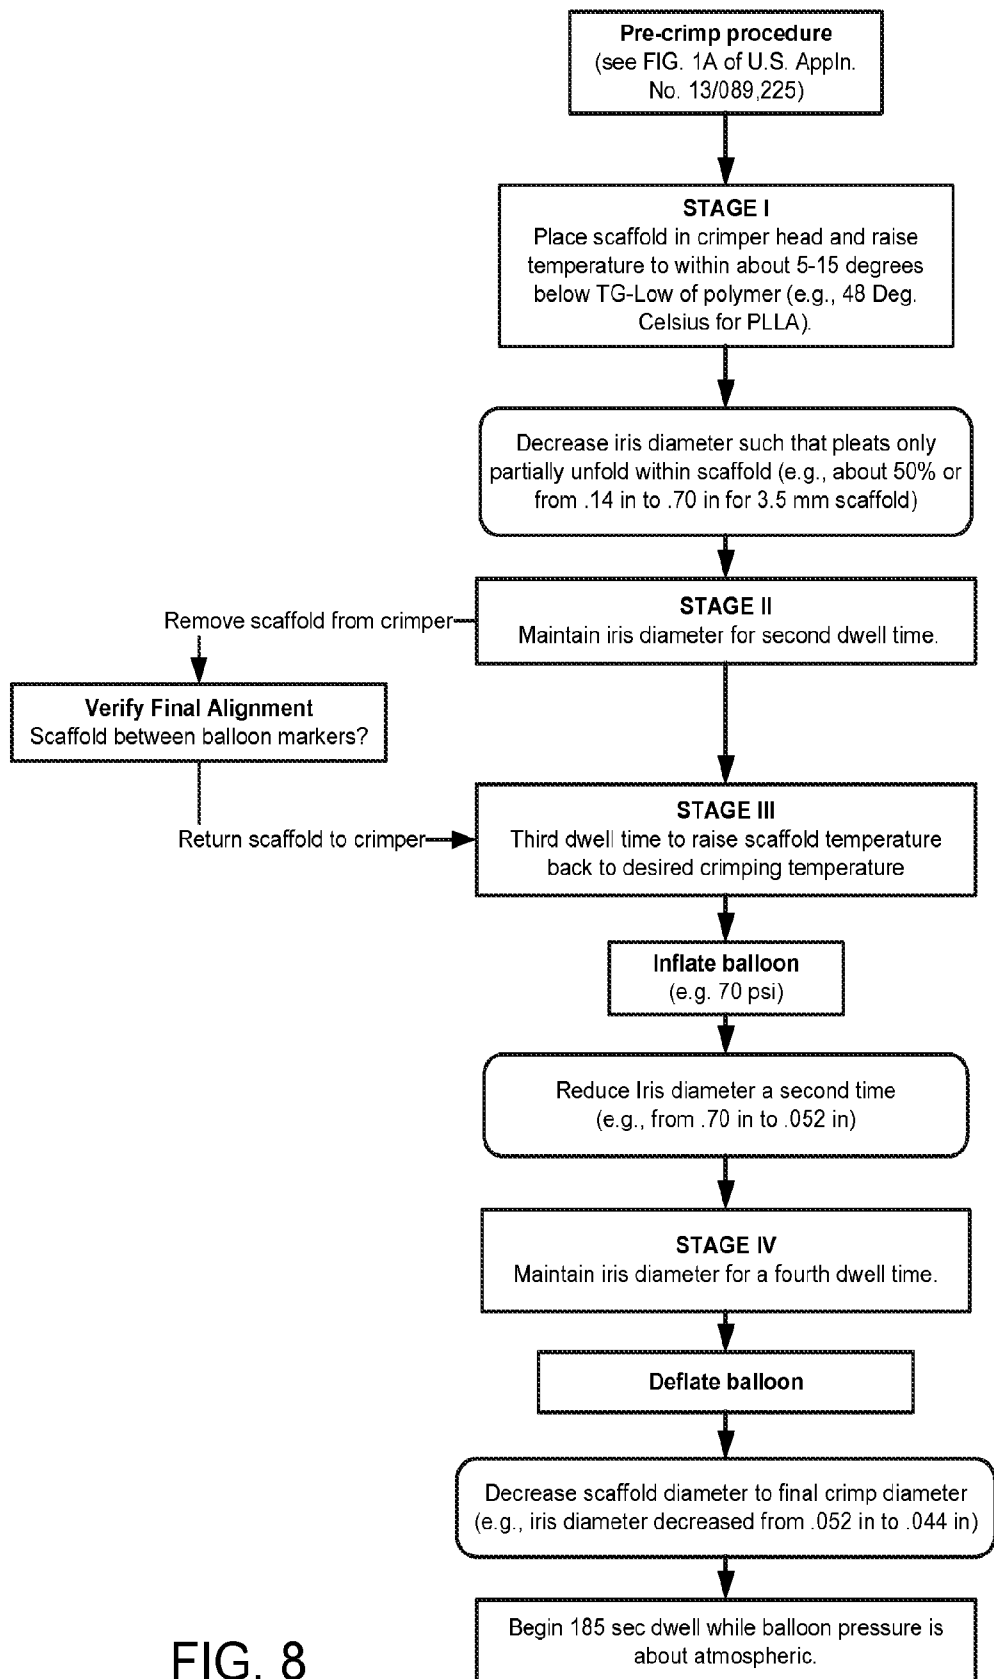 Pre-crimp procedure
(see FIG. 1A of U.S. Appln.
No. 13/089,225)
STAGE I
Place scaffold in crimper head and raise
temperature to within about 5-15 degrees
below TG-Low of polymer (e.g., 48 Deg.
Celsius for PLLA).
Decrease iris diameter such that pleats only
partially unfold within scaffold (e.g., about 50% or
from .14 in to .70 in for 3.5 mm scaffold)
STAGE II
Maintain iris diameter for second dwell time.
Remove scaffold from crimper
Verify Final Alignment
Scaffold between balloon markers?
Return scaffold to crimper
STAGE III
Third dwell time to raise scaffold temperature
back to desired crimping temperature
Inflate balloon
(e.g. 70 psi)
Reduce Iris diameter a second time
(e.g., from .70 in to .052 in)
STAGE IV
Maintain iris diameter for a fourth dwell time.
Deflate balloon
Decrease scaffold diameter to final crimp diameter
(e.g., iris diameter decreased from .052 in to .044 in)
Begin 185 sec dwell while balloon pressure is
about atmospheric.
FIG. 8